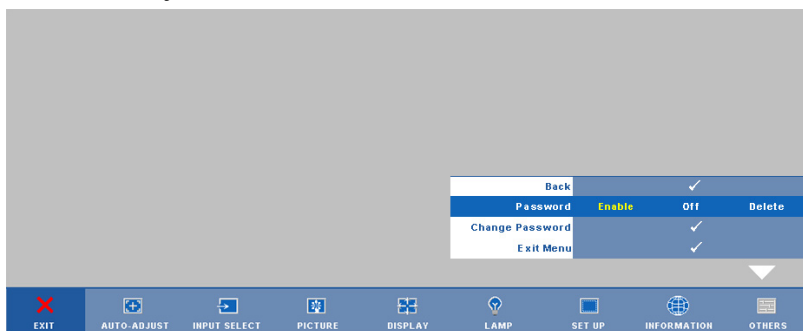 Back
Password Enable Off Delete
Change Password
Exit Menu
EXIT AUTO-ADJUST INPUT SELECT PICTURE DISPLAY LAMP SET UP INFORMATION OTHERS